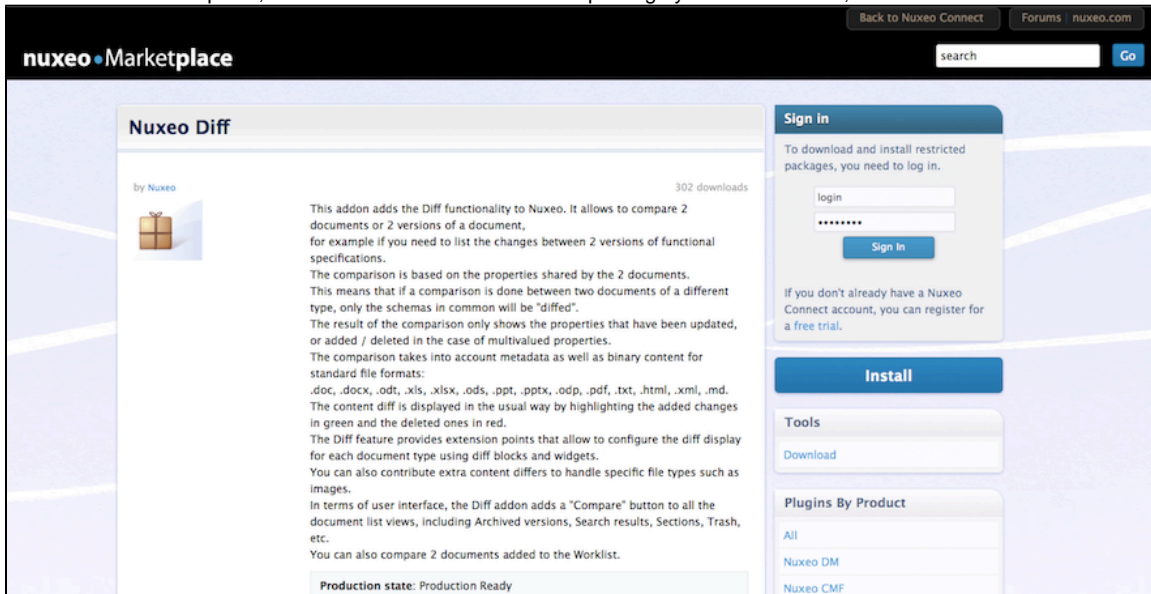 Back to Nuxeo Connect
Forums | nuxeo.com
nuxeo•Marketplace
search
Go
Nuxeo Diff
by Nuxeo
302 downloads
This addon adds the Diff functionality to Nuxeo. It allows to compare 2
documents or 2 versions of a document,
for example if you need to list the changes between 2 versions of functional
specifications.
The comparison is based on the properties shared by the 2 documents.
This means that if a comparison is done between two documents of a different
type, only the schemas in common will be "diffed".
The result of the comparison only shows the properties that have been updated,
or added / deleted in the case of multivalued properties.
The comparison takes into account metadata as well as binary content for
standard file formats:
.doc, .docx, .odt, .xls, .xlsx, .ods, .ppt, .pptx, .odp, .pdf, .txt, .html, .xml, .md.
The content diff is displayed in the usual way by highlighting the added changes
in green and the deleted ones in red.
The Diff feature provides extension points that allow to configure the diff display
for each document type using diff blocks and widgets.
You can also contribute extra content differs to handle specific file types such as
images.
In terms of user interface, the Diff addon adds a "Compare" button to all the
document list views, including Archived versions, Search results, Sections, Trash,
etc.
You can also compare 2 documents added to the Worklist.
Production state: Production Ready
Sign in
To download and install restricted
packages, you need to log in.
login
••••••••
Sign In
If you don't already have a Nuxeo
Connect account, you can register for
a free trial.
Install
Tools
Download
Plugins By Product
All
Nuxeo DM
Nuxeo CMF